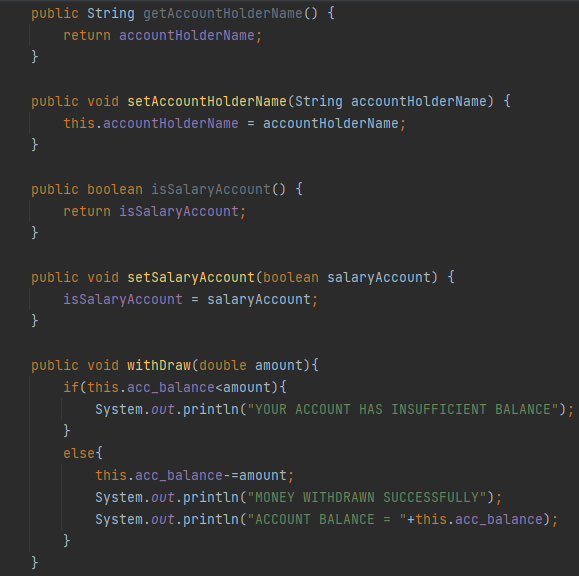 public String getAccountHolderName() {
    return accountHolderName;
}
public void setAccountHolderName(String accountHolderName) {
    this.accountHolderName = accountHolderName;
}
public boolean isSalaryAccount() {
    return isSalaryAccount;
}
public void setSalaryAccount(boolean salaryAccount) {
    isSalaryAccount = salaryAccount;
}
public void withDraw(double amount){
    if(this.acc_balance<amount){
        System.out.println("YOUR ACCOUNT HAS INSUFFICIENT BALANCE");
    }
    else{
        this.acc_balance-=amount;
        System.out.println("MONEY WITHDRAWN SUCCESSFULLY");
        System.out.println("ACCOUNT BALANCE = "+this.acc_balance);
    }
}